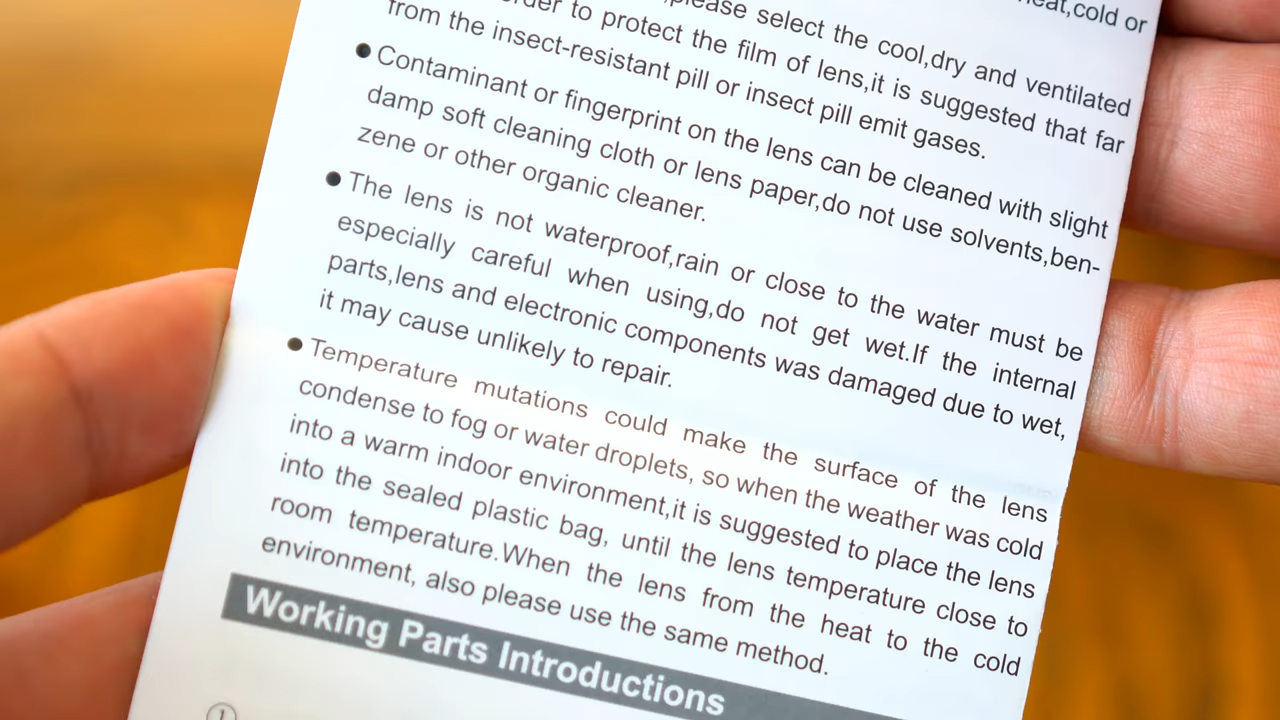 heat,cold or
please select the cool,dry and ventilated
to protect the film of lens,it is suggested that far
from the insect-resistant pill or insect pill emit gases.
● Contaminant or fingerprint on the lens can be cleaned with slight
damp soft cleaning cloth or lens paper,do not use solvents,ben-
zene or other organic cleaner.
● The lens is not waterproof,rain or close to the water must be
especially careful when using,do not get wet.If the internal
parts,lens and electronic components was damaged due to wet,
it may cause unlikely to repair.
● Temperature mutations could make the surface of the lens
condense to fog or water droplets, so when the weather was cold
into a warm indoor environment,it is suggested to place the lens
into the sealed plastic bag, until the lens temperature close to
room temperature.When the lens from the heat to the cold
environment, also please use the same method.
Working Parts Introductions
①